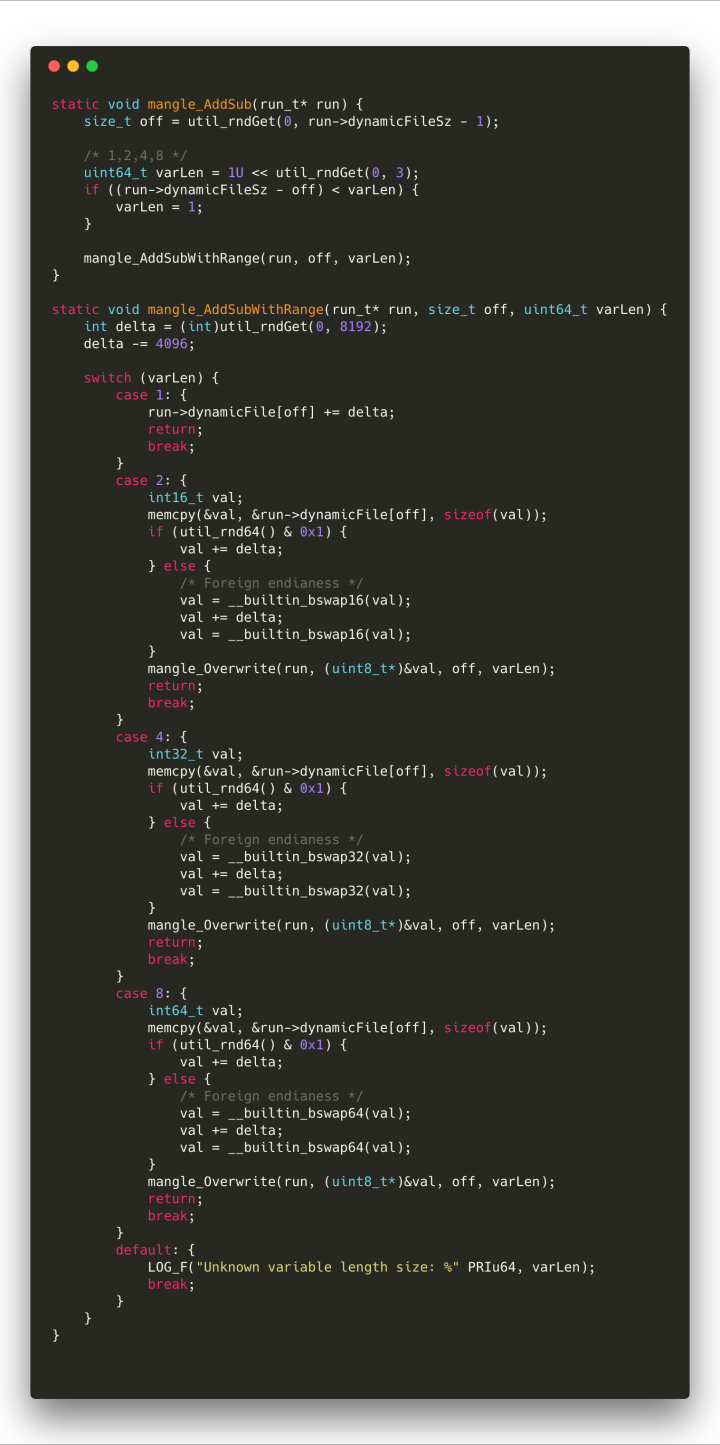 static void mangle_AddSub(run_t* run) {
    size_t off = util_rndGet(0, run->dynamicFileSz - 1);

    /* 1,2,4,8 */
    uint64_t varLen = 1U << util_rndGet(0, 3);
    if ((run->dynamicFileSz - off) < varLen) {
        varLen = 1;
    }

    mangle_AddSubWithRange(run, off, varLen);
}

static void mangle_AddSubWithRange(run_t* run, size_t off, uint64_t varLen) {
    int delta = (int)util_rndGet(0, 8192);
    delta -= 4096;

    switch (varLen) {
        case 1: {
            run->dynamicFile[off] += delta;
            return;
            break;
        }
        case 2: {
            int16_t val;
            memcpy(&val, &run->dynamicFile[off], sizeof(val));
            if (util_rnd64() & 0x1) {
                val += delta;
            } else {
                /* Foreign endianess */
                val = __builtin_bswap16(val);
                val += delta;
                val = __builtin_bswap16(val);
            }
            mangle_Overwrite(run, (uint8_t*)&val, off, varLen);
            return;
            break;
        }
        case 4: {
            int32_t val;
            memcpy(&val, &run->dynamicFile[off], sizeof(val));
            if (util_rnd64() & 0x1) {
                val += delta;
            } else {
                /* Foreign endianess */
                val = __builtin_bswap32(val);
                val += delta;
                val = __builtin_bswap32(val);
            }
            mangle_Overwrite(run, (uint8_t*)&val, off, varLen);
            return;
            break;
        }
        case 8: {
            int64_t val;
            memcpy(&val, &run->dynamicFile[off], sizeof(val));
            if (util_rnd64() & 0x1) {
                val += delta;
            } else {
                /* Foreign endianess */
                val = __builtin_bswap64(val);
                val += delta;
                val = __builtin_bswap64(val);
            }
            mangle_Overwrite(run, (uint8_t*)&val, off, varLen);
            return;
            break;
        }
        default: {
            LOG_F("Unknown variable length size: %" PRIu64, varLen);
            break;
        }
    }
}